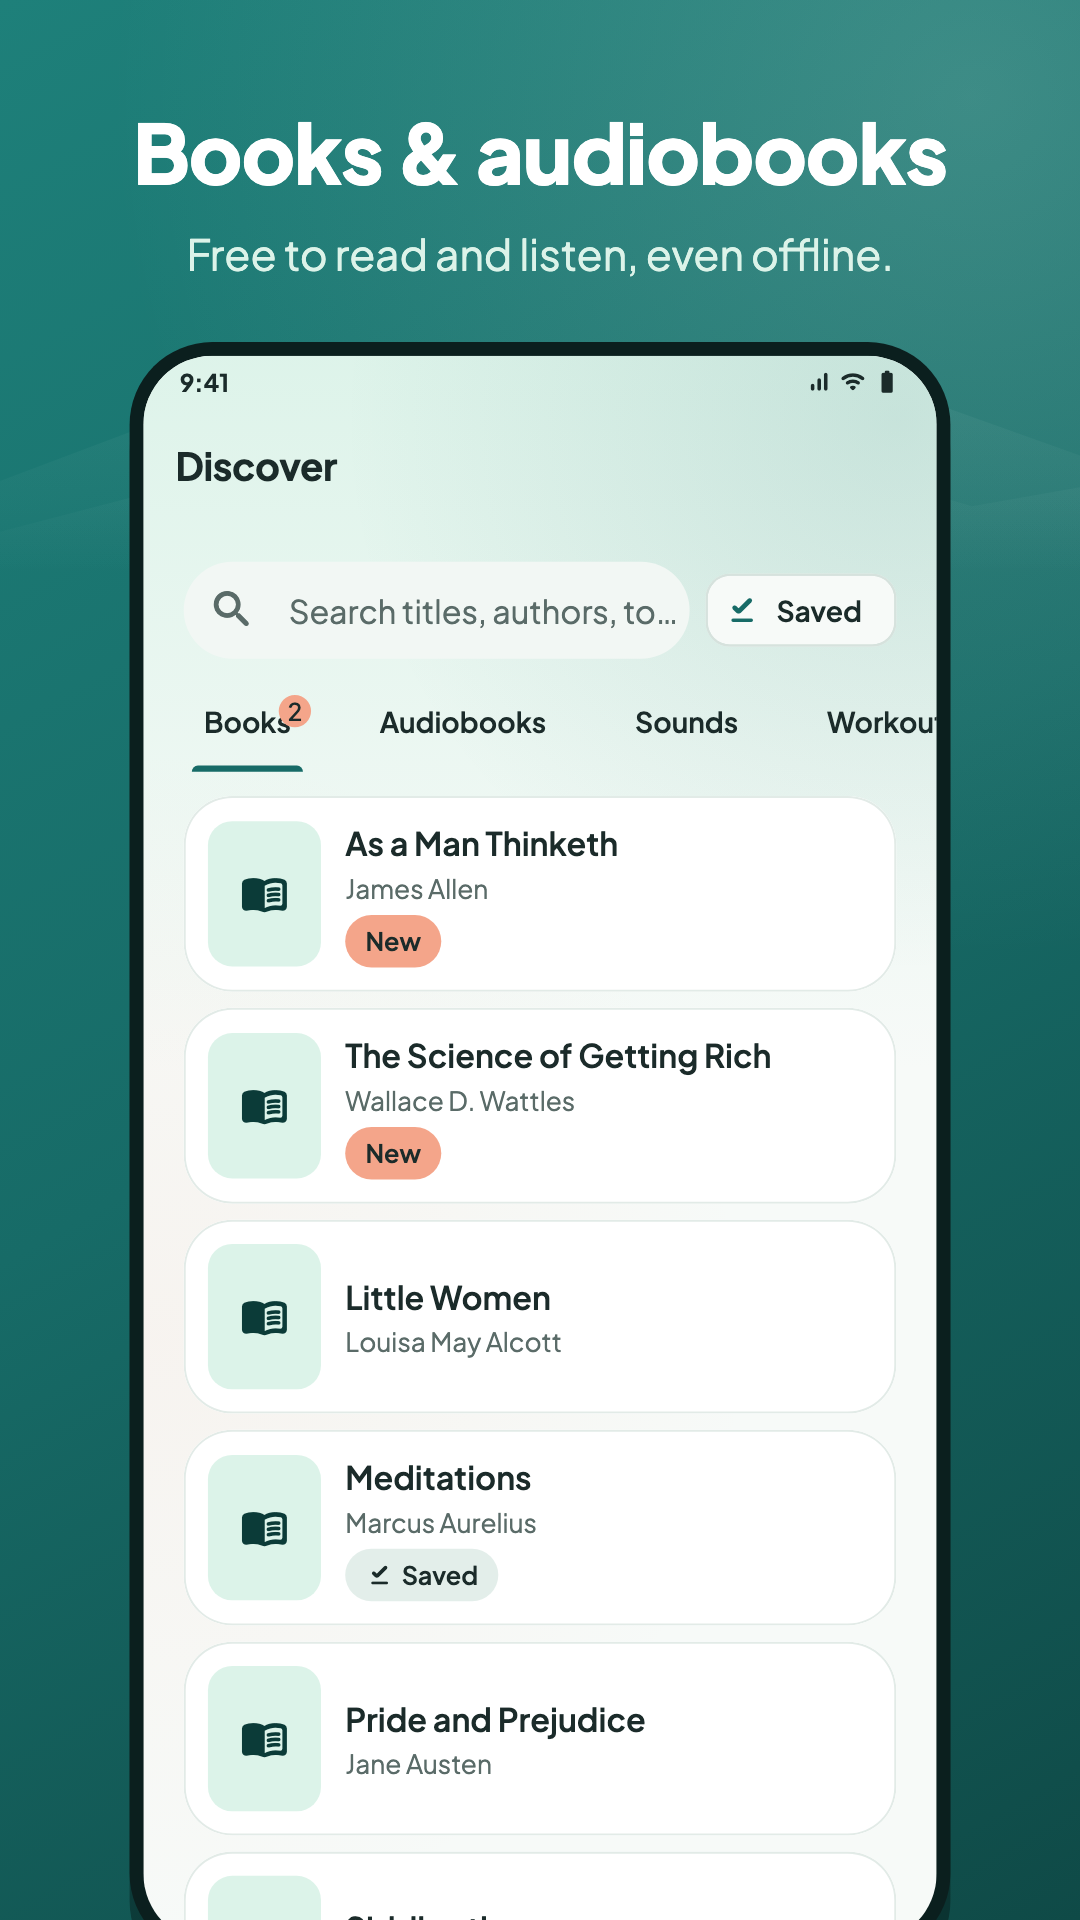 Books & audiobooks
Free to read and listen, even offline.
9:41
Discover
Search titles, authors, to...
Saved
Books 2
Audiobooks
Sounds
Workout
As a Man Thinketh
James Allen
New
The Science of Getting Rich
Wallace D. Wattles
New
Little Women
Louisa May Alcott
Meditations
Marcus Aurelius
Saved
Pride and Prejudice
Jane Austen